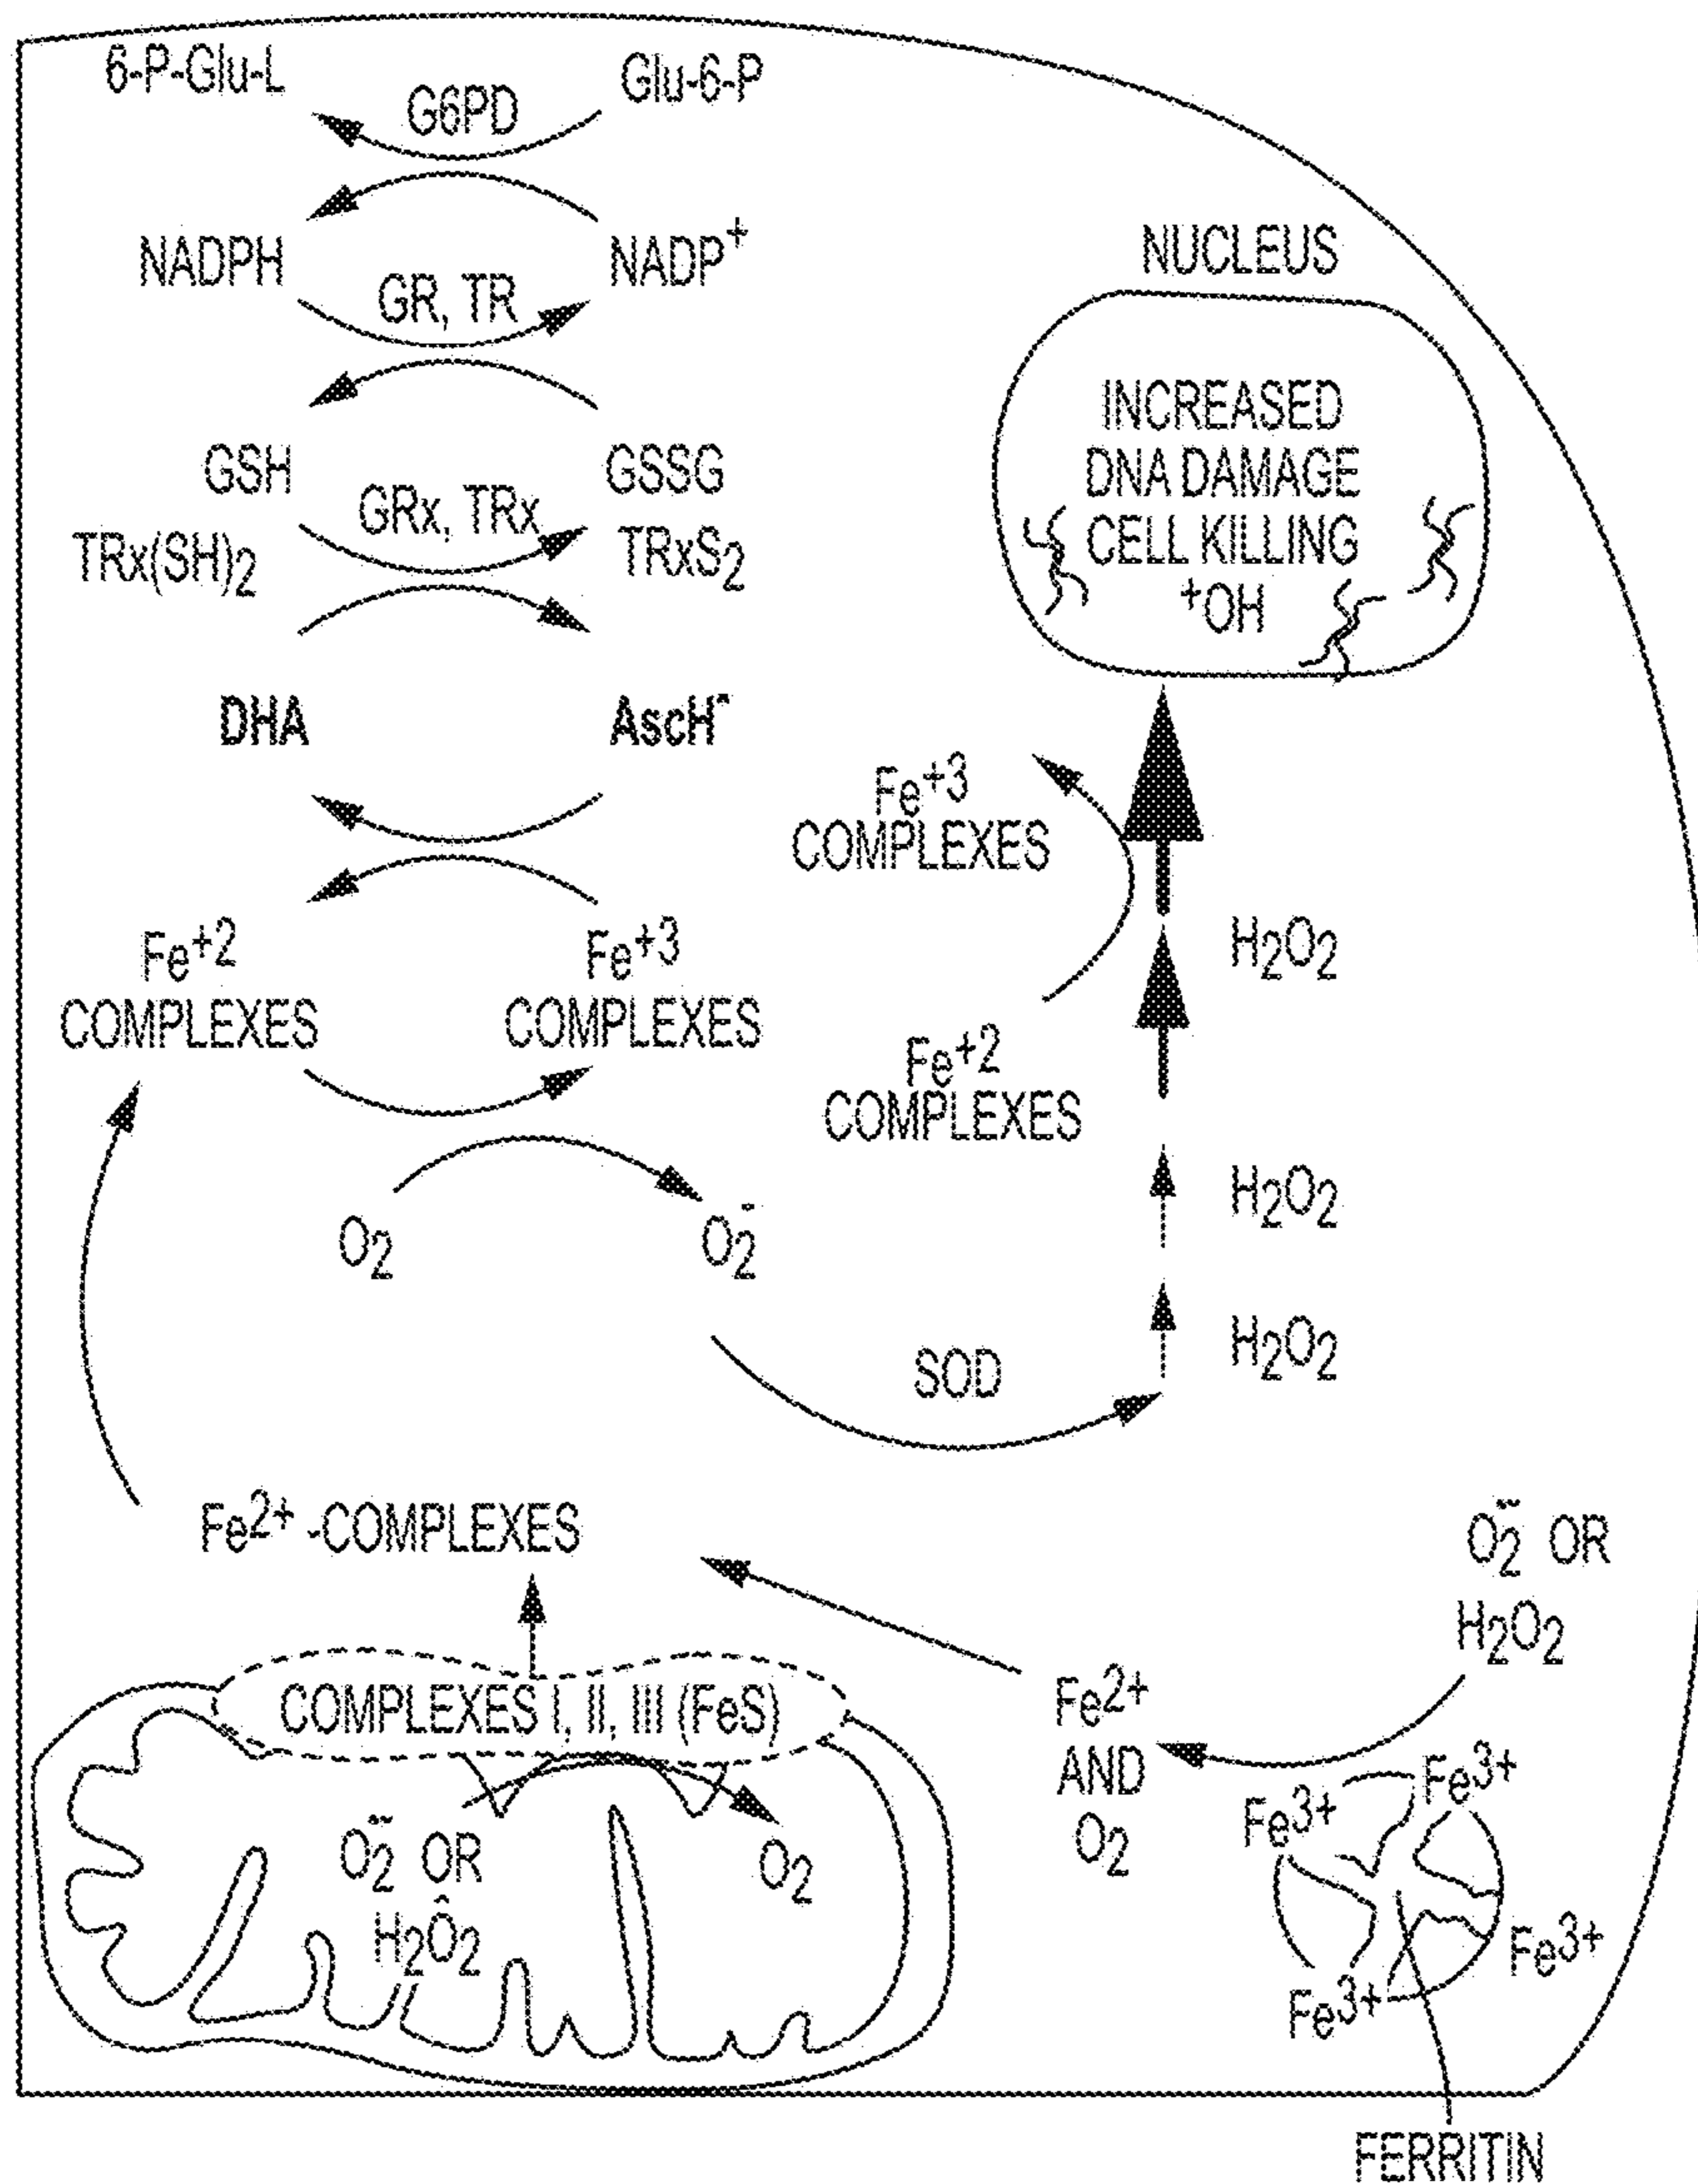 6-P-Glu-L
G6PD
Glu-6-P
NADPH
NADP⁺
GR, TR
GSH
GSSG
GRx, TRx
TRx(SH)₂
TRxS₂
DHA
AscH⁻
Fe⁺²
COMPLEXES
Fe⁺³
COMPLEXES
O₂
O₂⁻
SOD
NUCLEUS
INCREASED
DNA DAMAGE
CELL KILLING
⁺OH
Fe⁺³
COMPLEXES
Fe⁺²
COMPLEXES
H₂O₂
H₂O₂
H₂O₂
Fe²⁺ -COMPLEXES
COMPLEXES I, II, III (FeS)
O₂⁻ OR
H₂O₂
O₂
Fe²⁺
AND
O₂
O₂⁻ OR
H₂O₂
Fe³⁺
Fe³⁺
Fe³⁺
Fe³⁺
FERRITIN